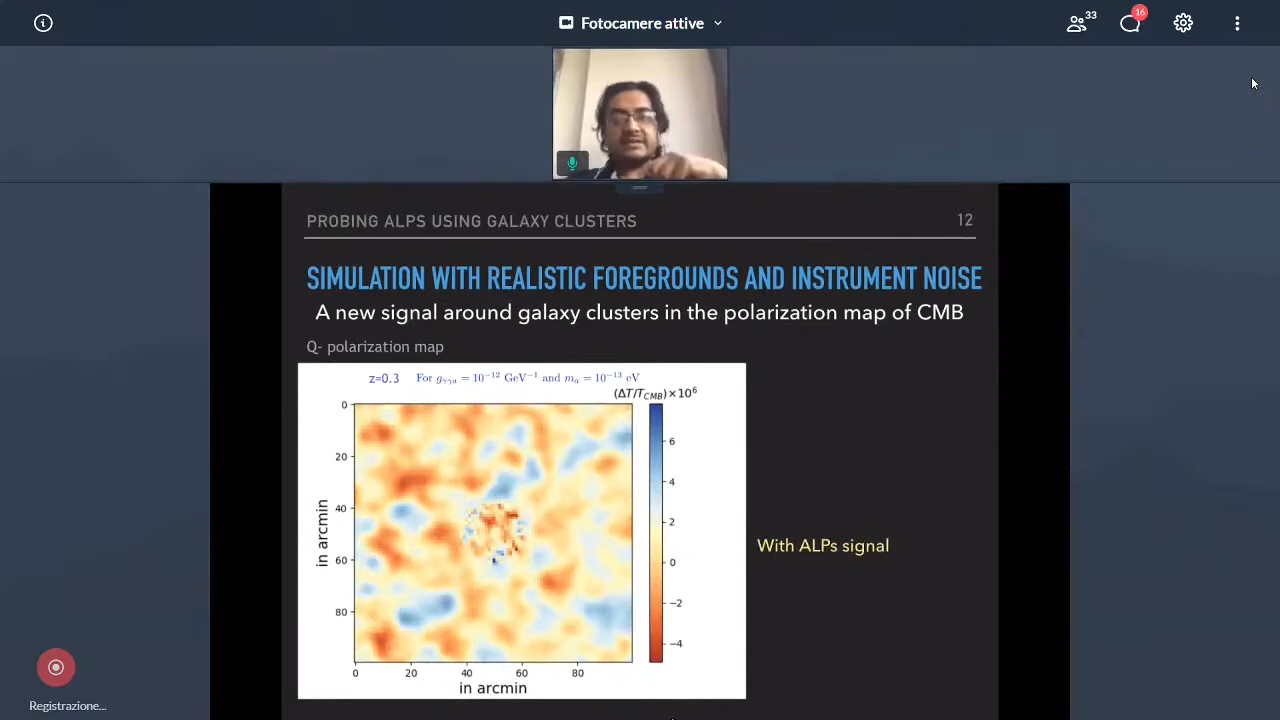 Fotocamere attive
33
16
PROBING ALPS USING GALAXY CLUSTERS
12
SIMULATION WITH REALISTIC FOREGROUNDS AND INSTRUMENT NOISE
A new signal around galaxy clusters in the polarization map of CMB
Q- polarization map
z=0.3 For gγγa = 10⁻¹² GeV⁻¹ and mₐ = 10⁻¹³ eV
(ΔT/T_CMB)×10⁶
0
20
40
60
80
in arcmin
0 20 40 60 80
in arcmin
6
4
2
0
−2
−4
With ALPs signal
Registrazione...